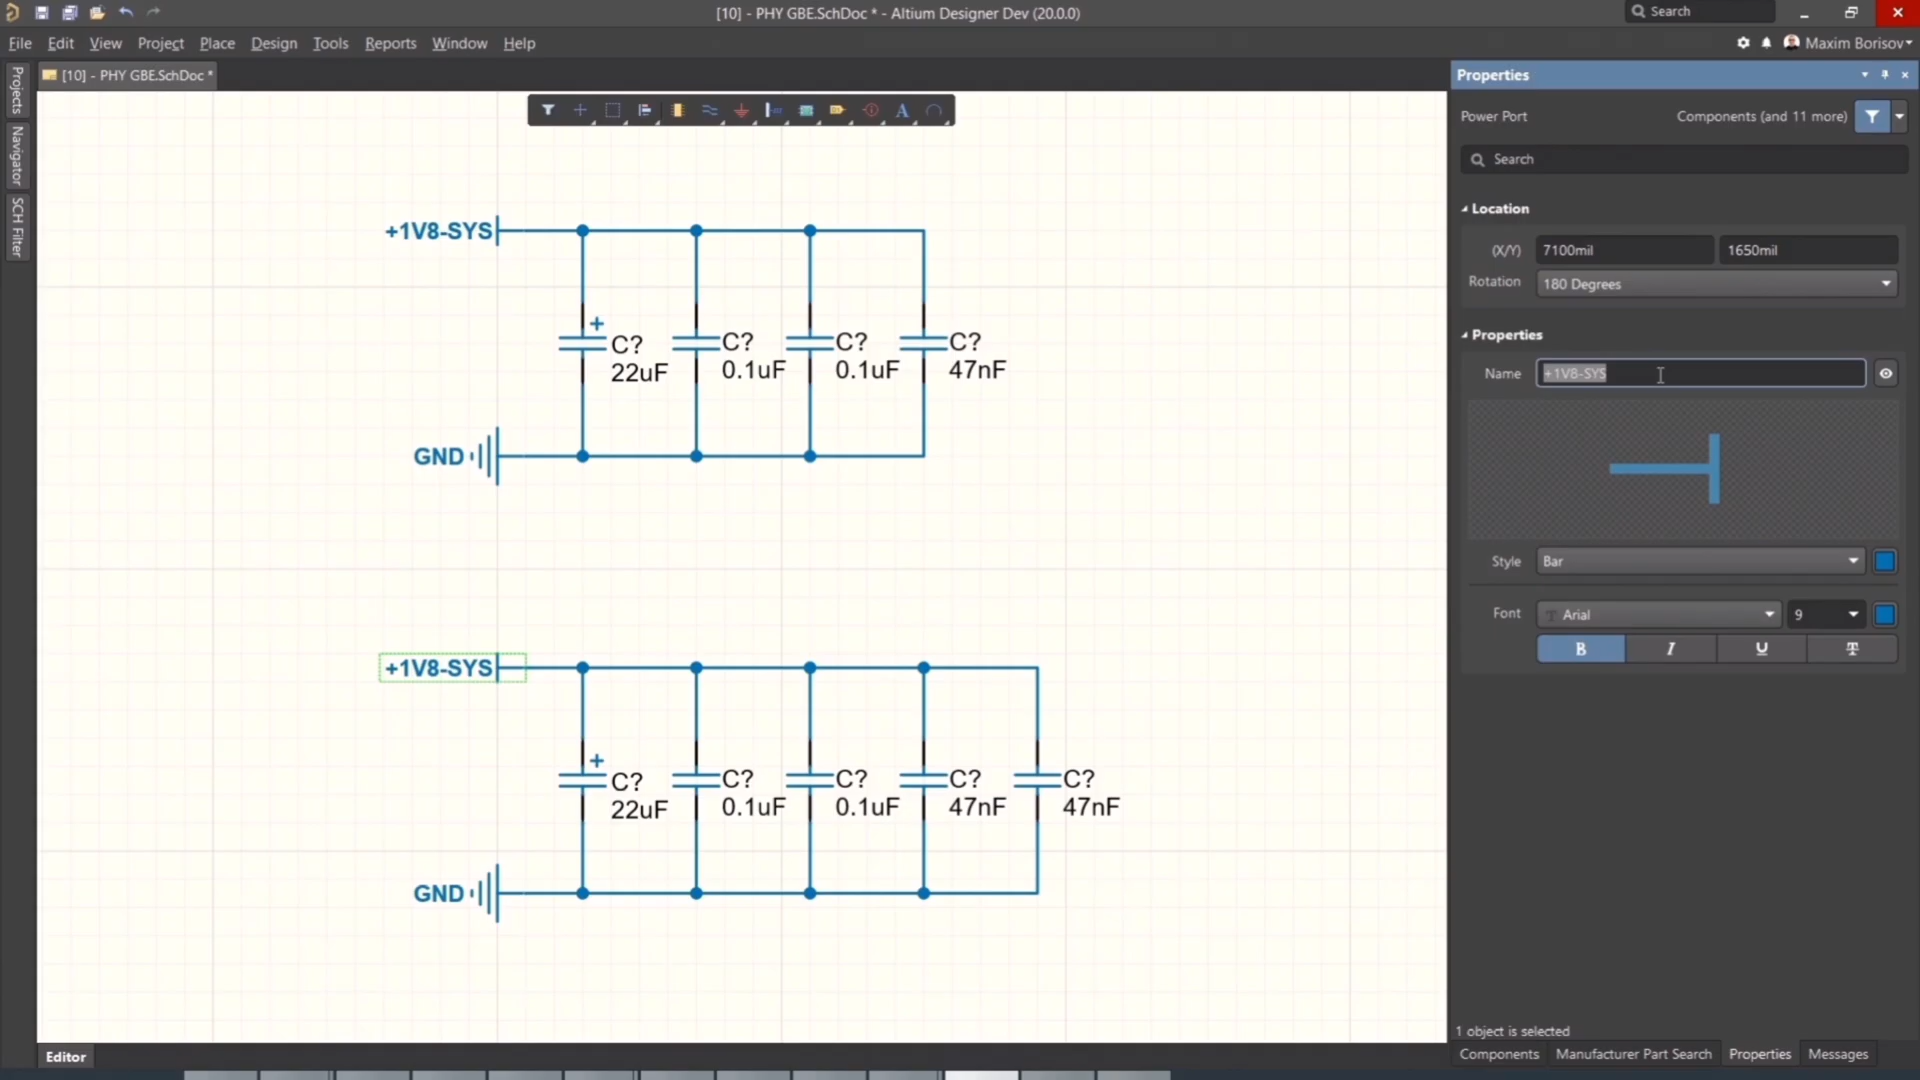 [10] - PHY GBE.SchDoc * - Altium Designer Dev (20.0.0)
Search
File Edit View Project Place Design Tools Reports Window Help
Maxim Borisov
[10] - PHY GBE.SchDoc *
Projects
Navigator
SCH Filter
+1V8-SYS
+
C?
22uF
C?
0.1uF
C?
0.1uF
C?
47nF
GND
+1V8-SYS
+
C?
22uF
C?
0.1uF
C?
0.1uF
C?
47nF
C?
47nF
GND
Editor
Properties
Power Port Components (and 11 more)
Search
Location
(X/Y) 7100mil 1650mil
Rotation 180 Degrees
Properties
Name +1V8-SYS
Style Bar
Font Arial 9
B I U T
1 object is selected
Components Manufacturer Part Search Properties Messages